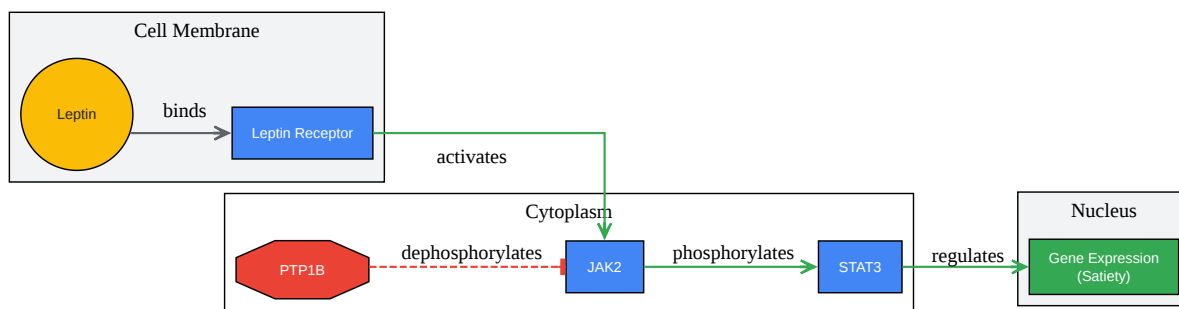 Cell Membrane
Leptin
binds
Leptin Receptor
activates
Cytoplasm
PTP1B
dephosphorylates
JAK2
phosphorylates
STAT3
regulates
Nucleus
Gene Expression
(Satiety)